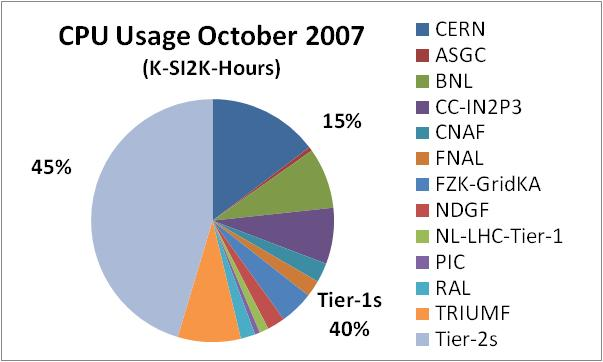 CPU Usage October 2007
(K-SI2K-Hours)
15%
45%
Tier-1s
40%
CERN
ASGC
BNL
CC-IN2P3
CNAF
FNAL
FZK-GridKA
NDGF
NL-LHC-Tier-1
PIC
RAL
TRIUMF
Tier-2s